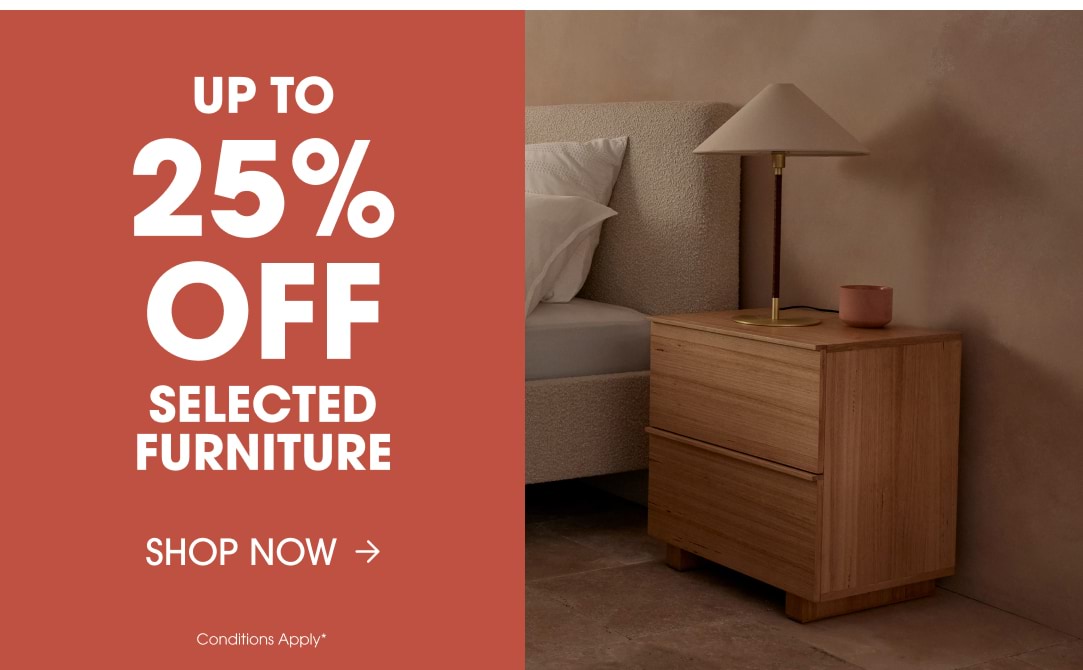 UP TO
25%
OFF
SELECTED
FURNITURE
SHOP NOW →
Conditions Apply*